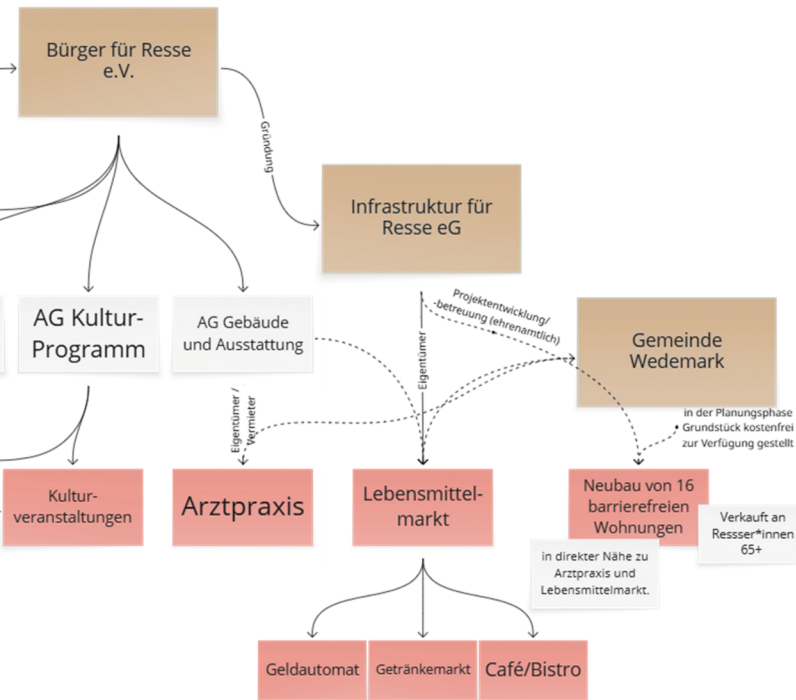 Bürger für Resse
e.V.
Gründung
Infrastruktur für
Resse eG
AG Kultur-
Programm
AG Gebäude
und Ausstattung
Projektentwicklung/
-betreuung (ehrenamtlich)
Eigentümer
Gemeinde
Wedemark
Eigentümer /
Vermieter
in der Planungsphase
Grundstück kostenfrei
zur Verfügung gestellt
Kultur-
veranstaltungen
Arztpraxis
Lebensmittel-
markt
Neubau von 16
barrierefreien
Wohnungen
Verkauft an
Ressser*innen
65+
in direkter Nähe zu
Arztpraxis und
Lebensmittelmarkt.
Geldautomat
Getränkemarkt
Café/Bistro